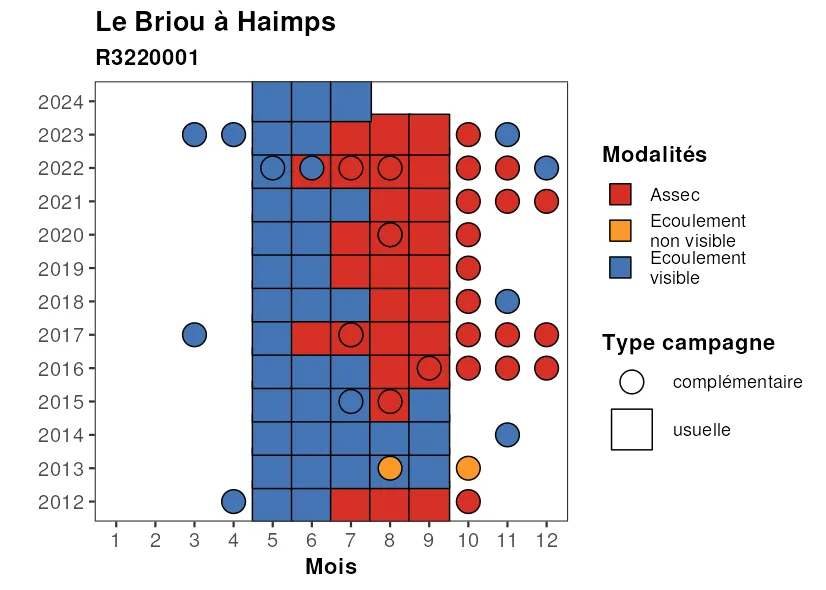 Le Briou à Haimps
R3220001
2024
2023
2022
2021
2020
2019
2018
2017
2016
2015
2014
2013
2012
1 2 3 4 5 6 7 8 9 10 11 12
Mois
Modalités
Assec
Ecoulement
non visible
Ecoulement
visible
Type campagne
complémentaire
usuelle